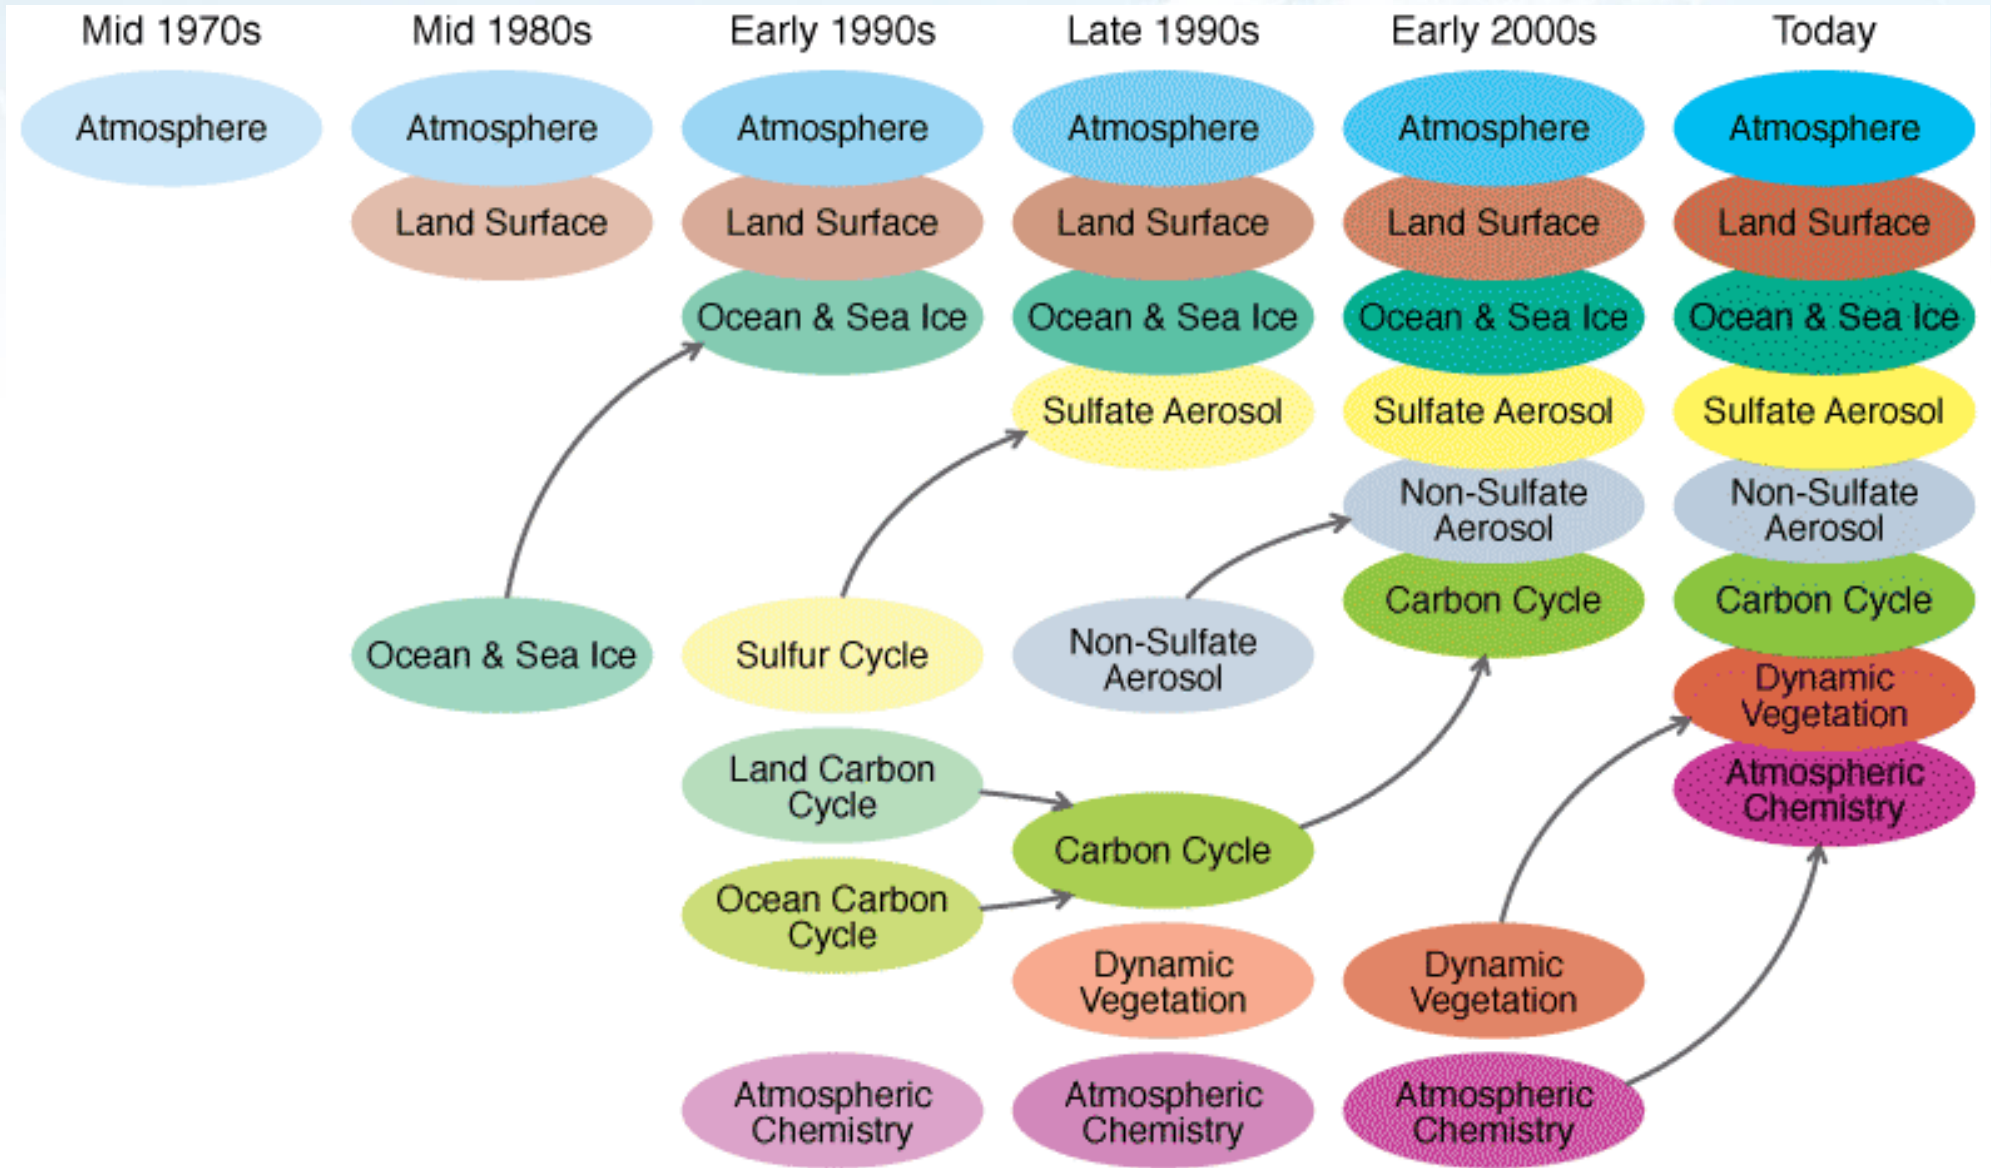 Mid 1970s
Mid 1980s
Early 1990s
Late 1990s
Early 2000s
Today
Atmosphere
Atmosphere
Atmosphere
Atmosphere
Atmosphere
Atmosphere
Land Surface
Land Surface
Land Surface
Land Surface
Land Surface
Ocean & Sea Ice
Ocean & Sea Ice
Ocean & Sea Ice
Ocean & Sea Ice
Sulfate Aerosol
Sulfate Aerosol
Sulfate Aerosol
Non-Sulfate
Aerosol
Non-Sulfate
Aerosol
Carbon Cycle
Carbon Cycle
Ocean & Sea Ice
Sulfur Cycle
Non-Sulfate
Aerosol
Dynamic
Vegetation
Land Carbon
Cycle
Atmospheric
Chemistry
Carbon Cycle
Ocean Carbon
Cycle
Dynamic
Vegetation
Dynamic
Vegetation
Atmospheric
Chemistry
Atmospheric
Chemistry
Atmospheric
Chemistry